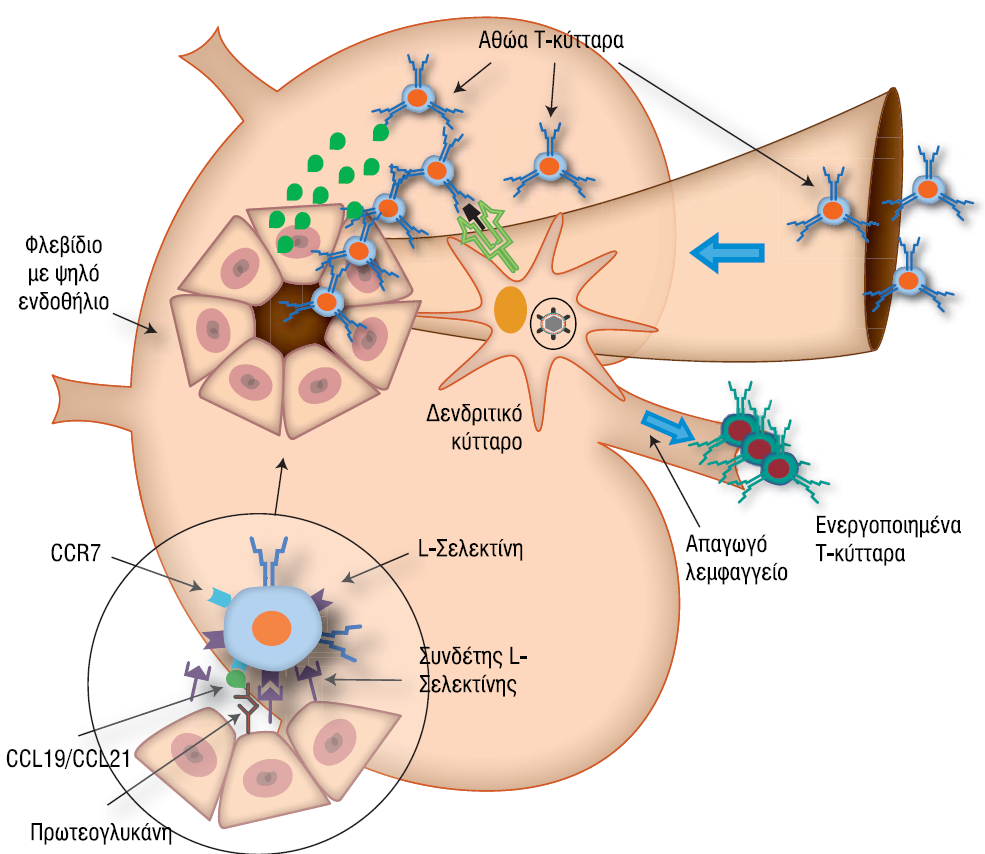 Αθώα Τ-κύτταρα
Φλεβίδιο
με ψηλό
ενδοθήλιο
Δενδριτικό
κύτταρο
Απαγωγό
λεμφαγγείο
Ενεργοποιημένα
Τ-κύτταρα
CCR7
L-Σελεκτίνη
Συνδέτης L-
Σελεκτίνης
CCL19/CCL21
Πρωτεογλυκάνη